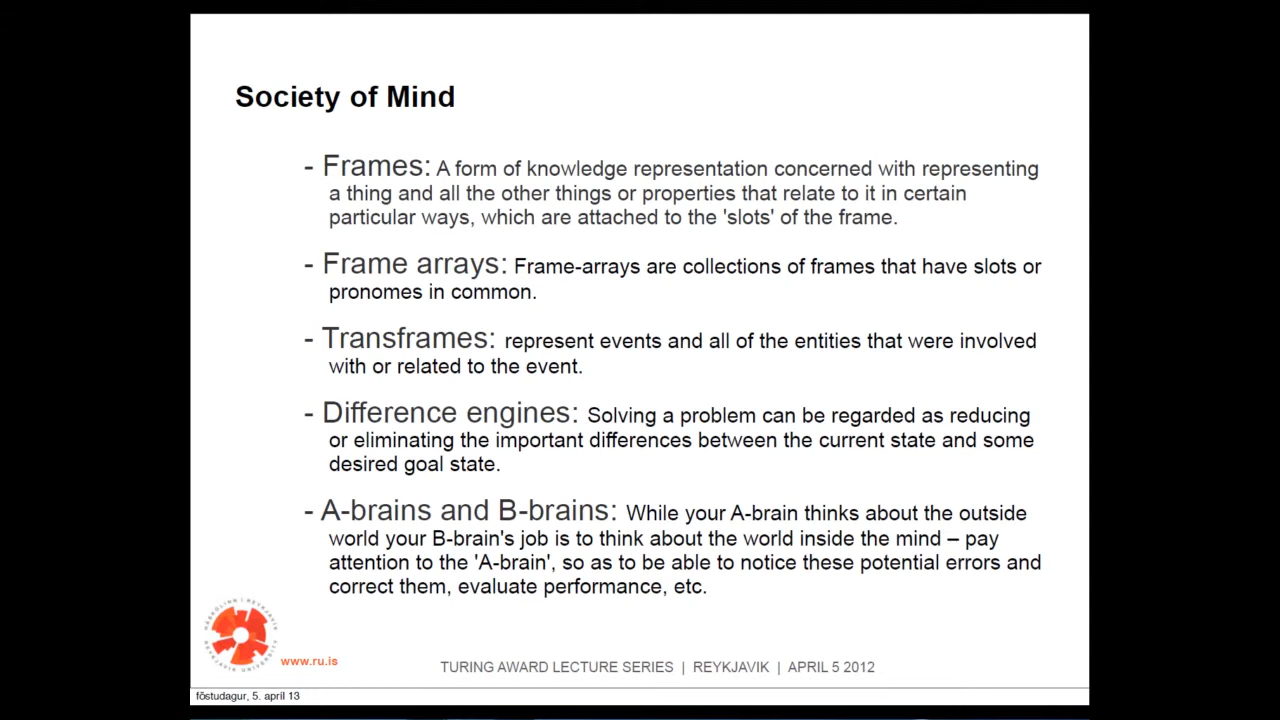 Society of Mind
- Frames: A form of knowledge representation concerned with representing
a thing and all the other things or properties that relate to it in certain
particular ways, which are attached to the 'slots' of the frame.
- Frame arrays: Frame-arrays are collections of frames that have slots or
pronomes in common.
- Transframes: represent events and all of the entities that were involved
with or related to the event.
- Difference engines: Solving a problem can be regarded as reducing
or eliminating the important differences between the current state and some
desired goal state.
- A-brains and B-brains: While your A-brain thinks about the outside
world your B-brain's job is to think about the world inside the mind – pay
attention to the 'A-brain', so as to be able to notice these potential errors and
correct them, evaluate performance, etc.
HÁSKÓLINN Í REYKJAVÍK
REYKJAVIK UNIVERSITY
www.ru.is
TURING AWARD LECTURE SERIES | REYKJAVIK | APRIL 5 2012
föstudagur, 5. apríl 13